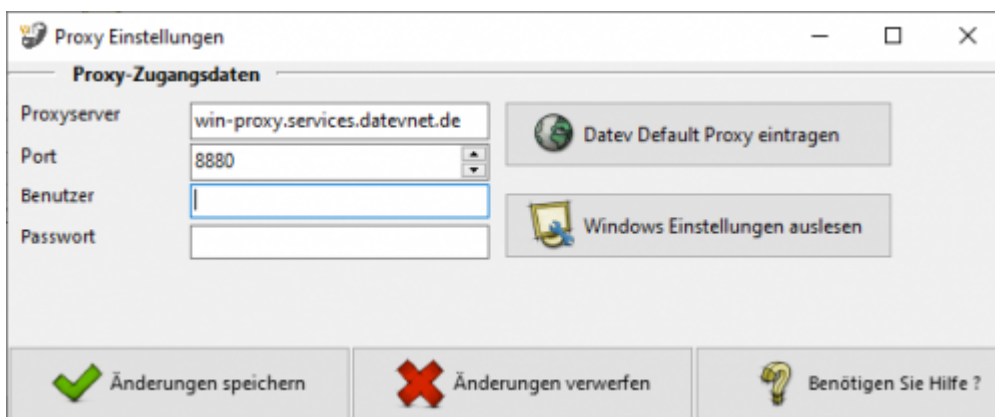 Proxy Einstellungen
Proxy-Zugangsdaten
Proxyserver
win-proxy.services.datevnet.de
Datev Default Proxy eintragen
Port
8880
Benutzer
Windows Einstellungen auslesen
Passwort
Änderungen speichern
Änderungen verwerfen
Benötigen Sie Hilfe ?